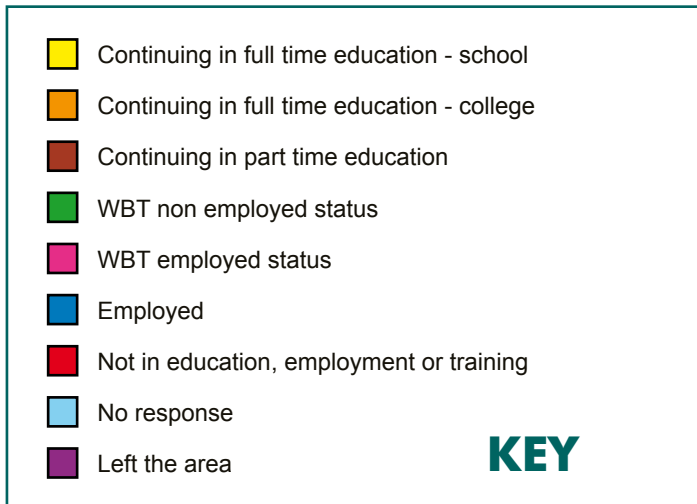 Continuing in full time education - school
Continuing in full time education - college
Continuing in part time education
WBT non employed status
WBT employed status
Employed
Not in education, employment or training
No response
Left the area
KEY